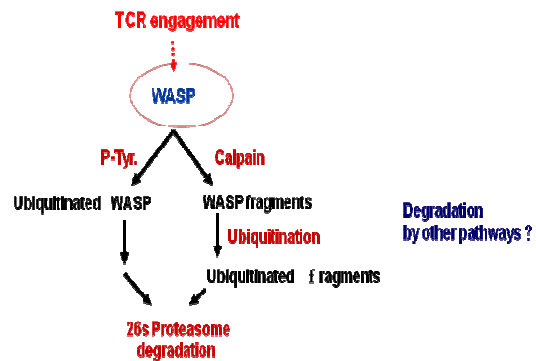 TCR engagement
WASP
P-Tyr. Calpain
Ubiquitinated WASP WASP fragments
Degradation
by other pathways ?
Ubiquitination
Ubiquitinated f ragments
26s Proteasome
degradation